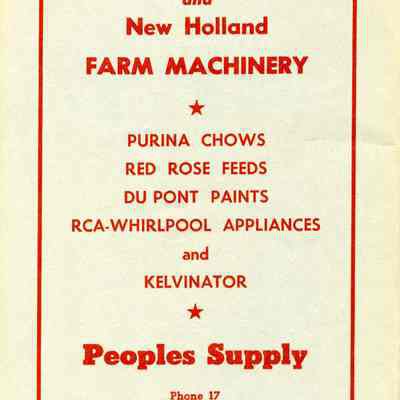 and
New Holland
FARM MACHINERY
PURINA CHOWS
RED ROSE FEEDS
DU PONT PAINTS
RCA-WHIRLPOOL APPLIANCES
and
KELVINATOR
Peoples Supply
Phone 17